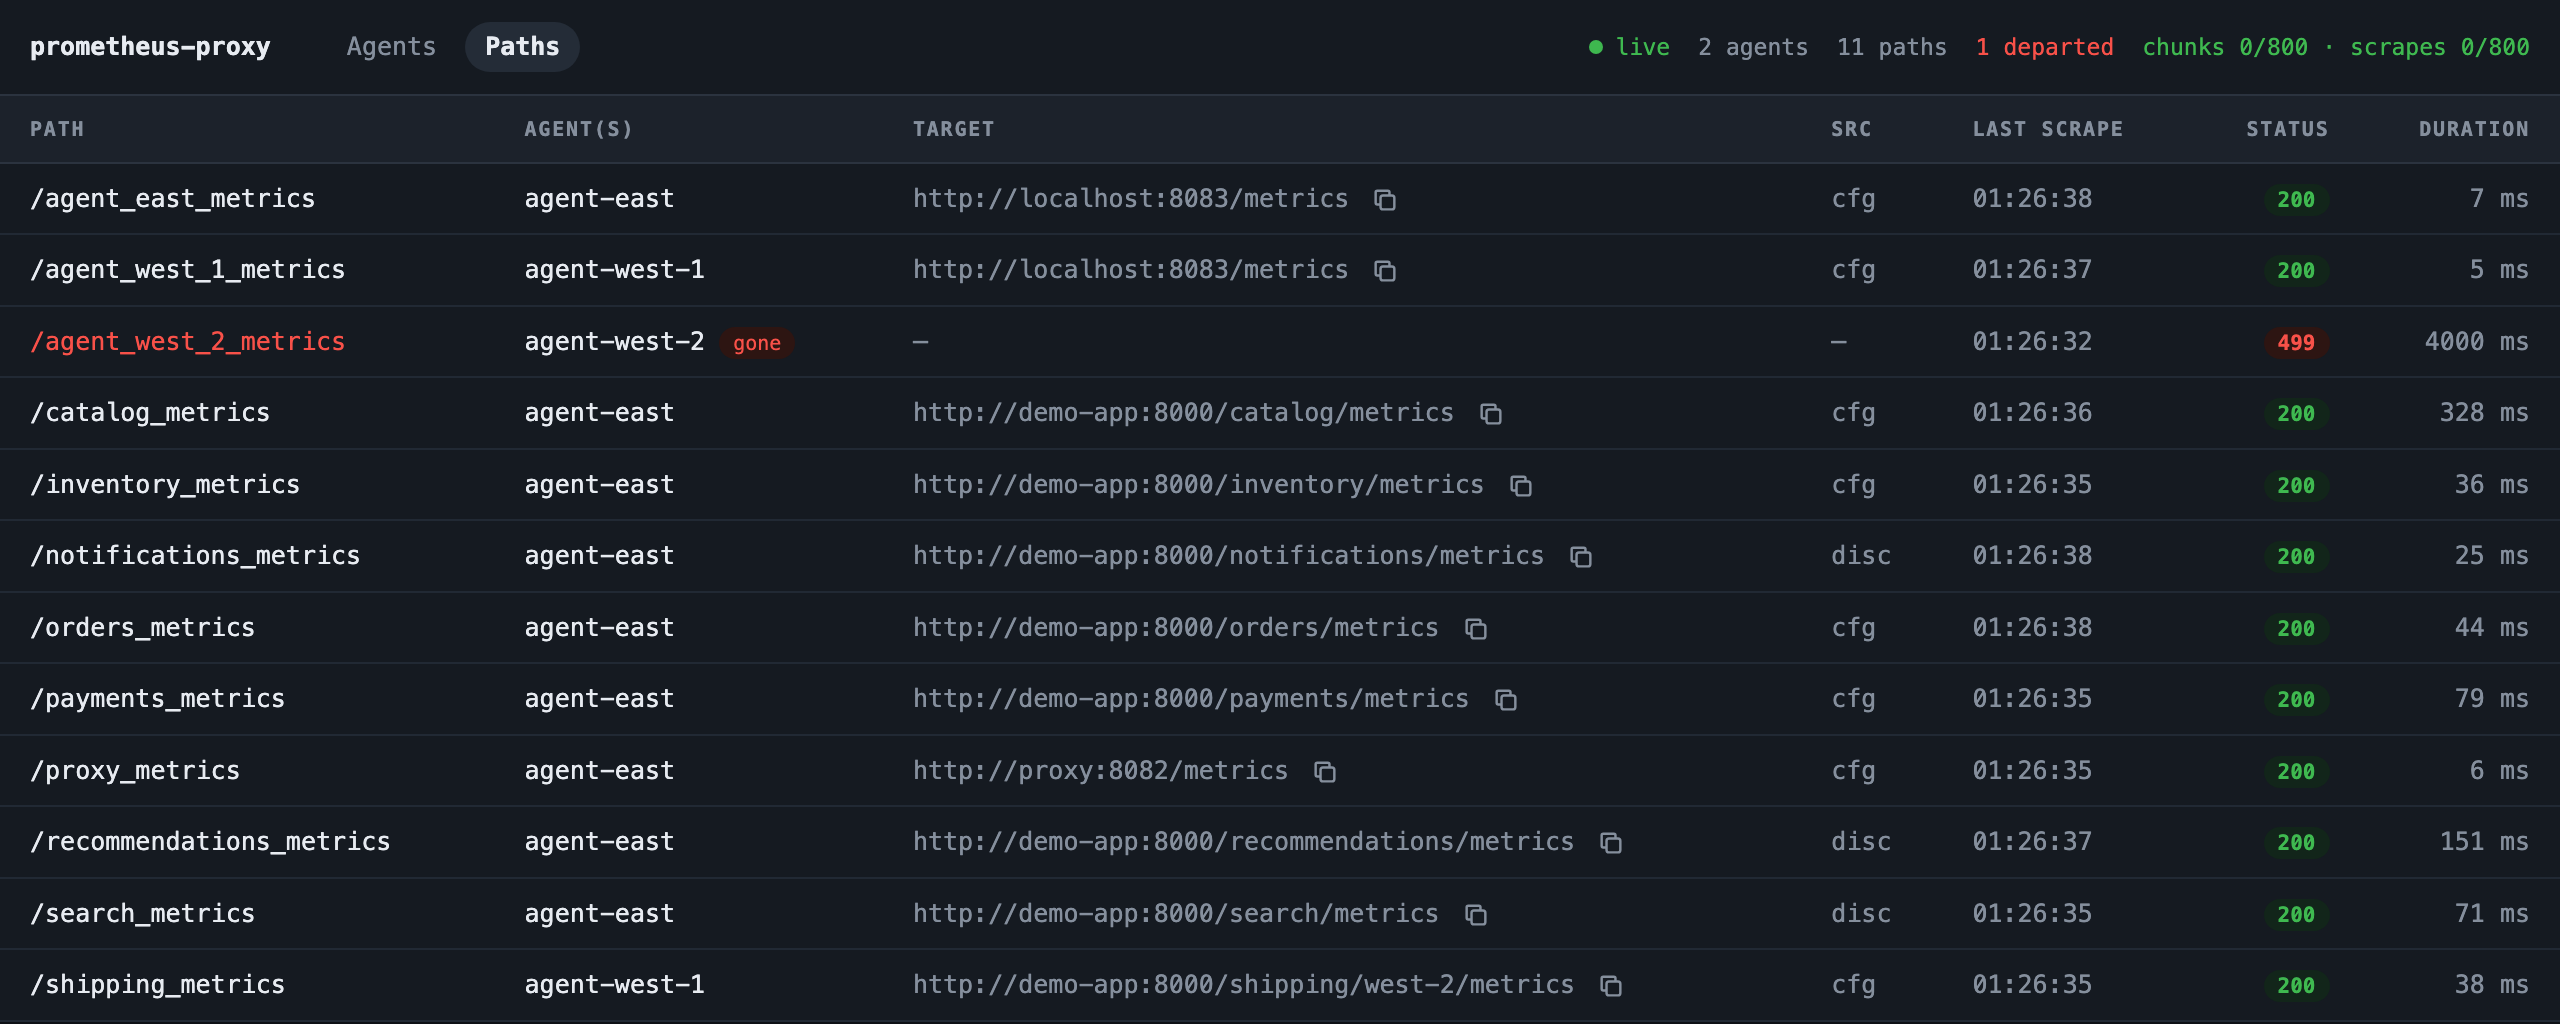 prometheus-proxy Agents Paths live 2 agents 11 paths 1 departed chunks 0/800 · scrapes 0/800
PATH AGENT(S) TARGET SRC LAST SCRAPE STATUS DURATION
/agent_east_metrics agent-east http://localhost:8083/metrics cfg 01:26:38 200 7 ms
/agent_west_1_metrics agent-west-1 http://localhost:8083/metrics cfg 01:26:37 200 5 ms
/agent_west_2_metrics agent-west-2 gone — — 01:26:32 499 4000 ms
/catalog_metrics agent-east http://demo-app:8000/catalog/metrics cfg 01:26:36 200 328 ms
/inventory_metrics agent-east http://demo-app:8000/inventory/metrics cfg 01:26:35 200 36 ms
/notifications_metrics agent-east http://demo-app:8000/notifications/metrics disc 01:26:38 200 25 ms
/orders_metrics agent-east http://demo-app:8000/orders/metrics cfg 01:26:38 200 44 ms
/payments_metrics agent-east http://demo-app:8000/payments/metrics cfg 01:26:35 200 79 ms
/proxy_metrics agent-east http://proxy:8082/metrics cfg 01:26:35 200 6 ms
/recommendations_metrics agent-east http://demo-app:8000/recommendations/metrics disc 01:26:37 200 151 ms
/search_metrics agent-east http://demo-app:8000/search/metrics disc 01:26:35 200 71 ms
/shipping_metrics agent-west-1 http://demo-app:8000/shipping/west-2/metrics cfg 01:26:35 200 38 ms